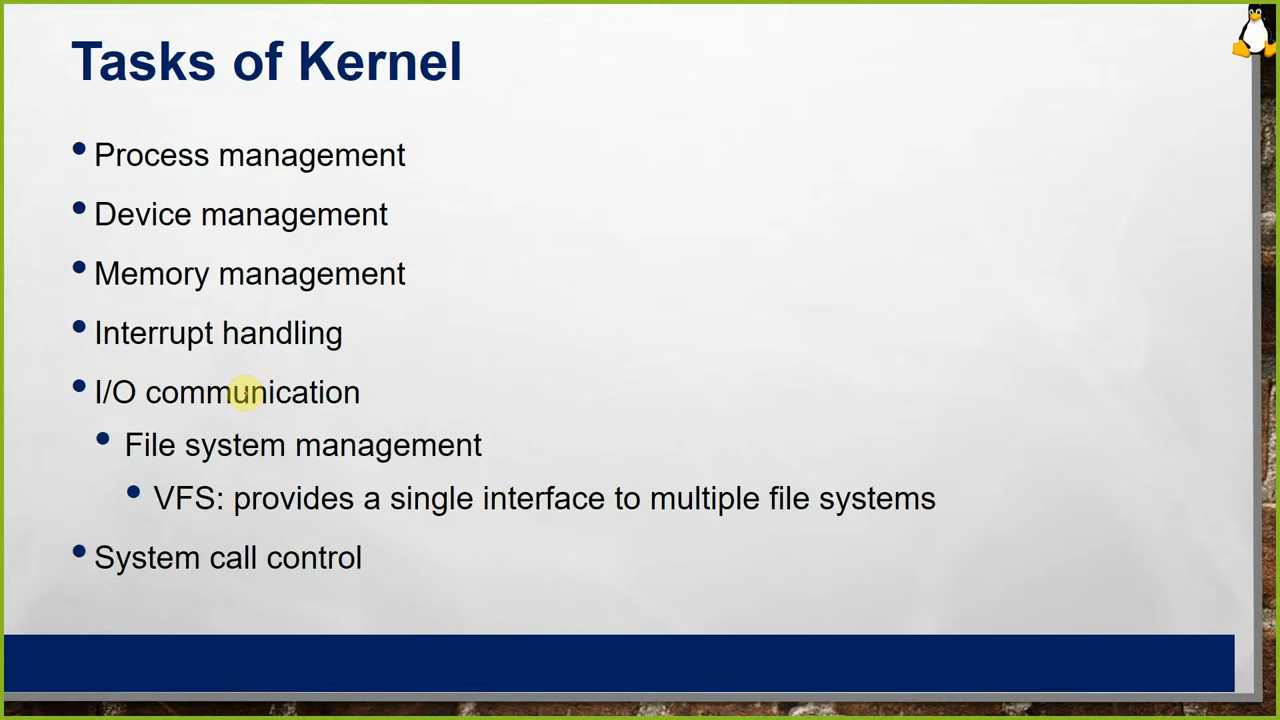 Tasks of Kernel
• Process management
• Device management
• Memory management
• Interrupt handling
• I/O communication
• File system management
• VFS: provides a single interface to multiple file systems
• System call control